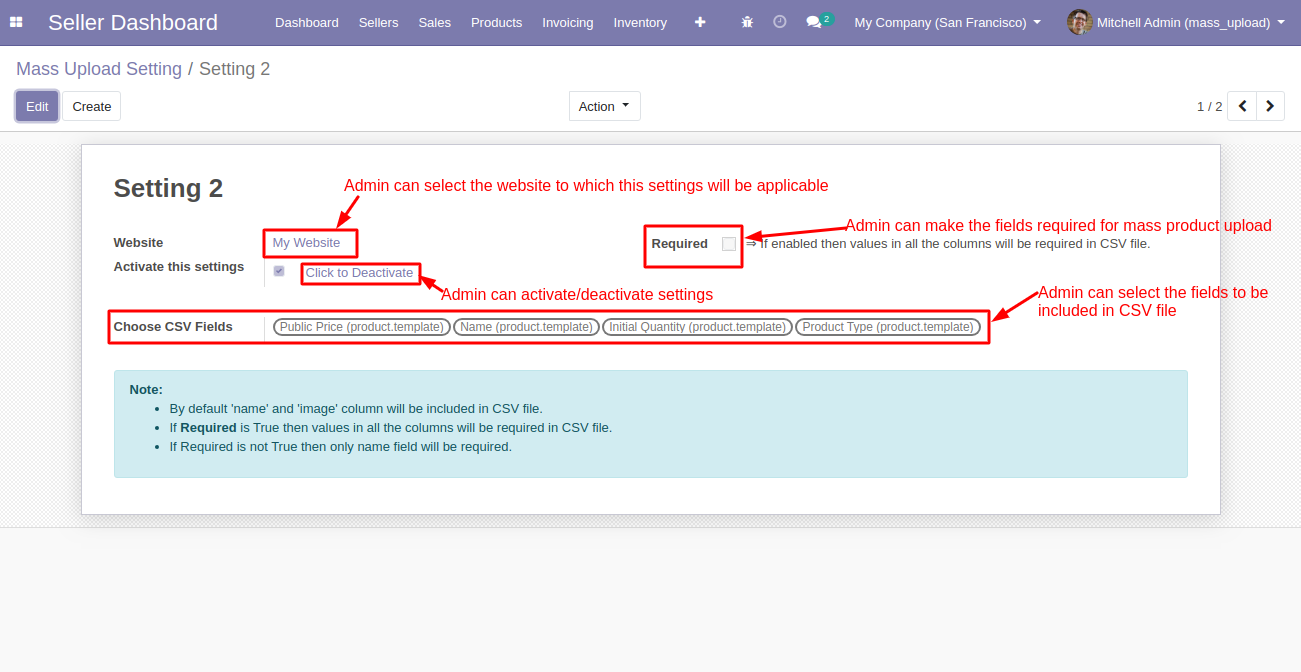 Seller Dashboard Dashboard Sellers Sales Products Invoicing Inventory 2 My Company (San Francisco) Mitchell Admin (mass_upload)
Mass Upload Setting / Setting 2
Edit Create Action 1 / 2
Setting 2
Admin can select the website to which this settings will be applicable
Admin can make the fields required for mass product upload
Website My Website Required ⇒ If enabled then values in all the columns will be required in CSV file.
Activate this settings Click to Deactivate
Admin can activate/deactivate settings
Admin can select the fields to be
included in CSV file
Choose CSV Fields Public Price (product.template) Name (product.template) Initial Quantity (product.template) Product Type (product.template)
Note:
• By default 'name' and 'image' column will be included in CSV file.
• If Required is True then values in all the columns will be required in CSV file.
• If Required is not True then only name field will be required.